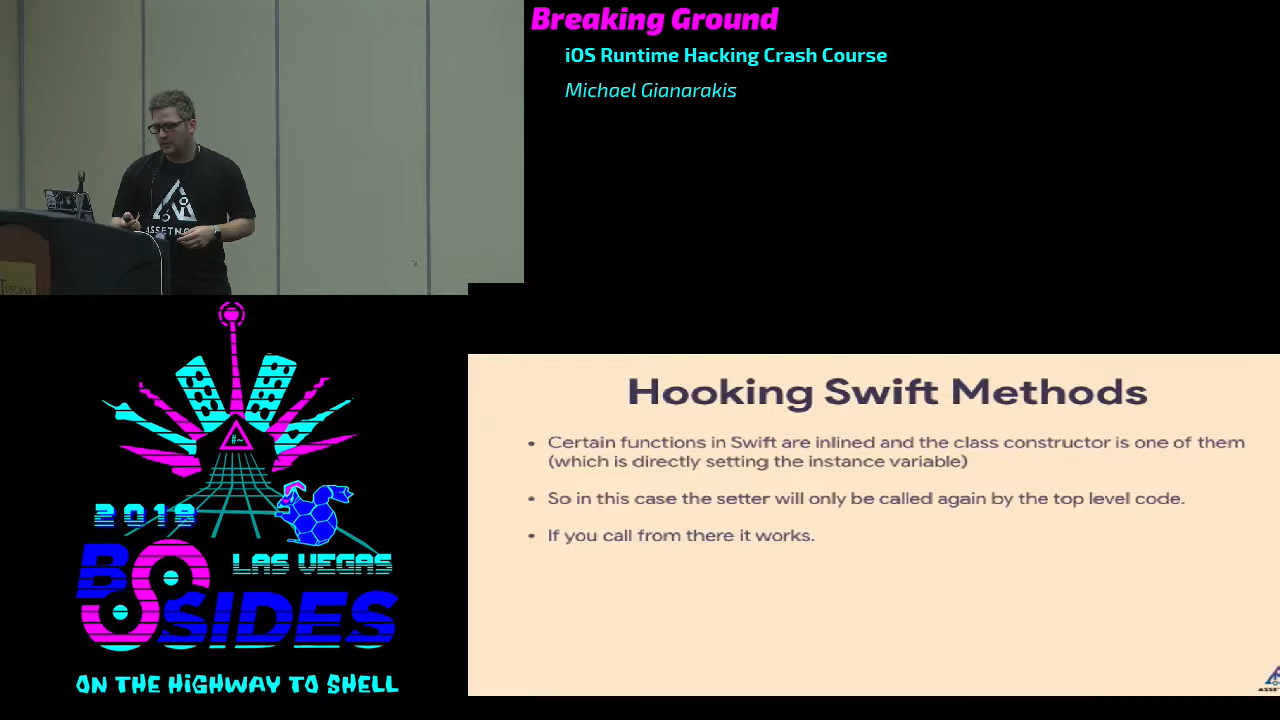 Breaking Ground
iOS Runtime Hacking Crash Course
Michael Gianarakis
TUSCANY
#~
2018
LAS VEGAS
BSIDES
ON THE HiGHWAY TO SHELL
Hooking Swift Methods
• Certain functions in Swift are inlined and the class constructor is one of them
(which is directly setting the instance variable)
• So in this case the setter will only be called again by the top level code.
• If you call from there it works.